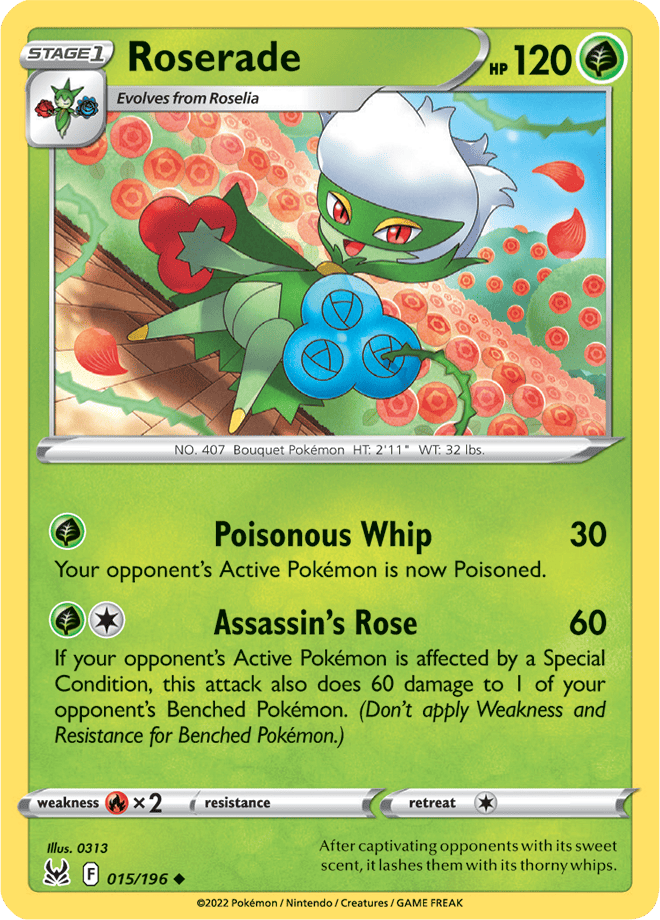 STAGE 1
Roserade
HP 120
Evolves from Roselia
NO. 407 Bouquet Pokémon HT: 2'11" WT: 32 lbs.
Poisonous Whip 30
Your opponent's Active Pokémon is now Poisoned.
Assassin's Rose 60
If your opponent's Active Pokémon is affected by a Special
Condition, this attack also does 60 damage to 1 of your
opponent's Benched Pokémon. (Don't apply Weakness and
Resistance for Benched Pokémon.)
weakness ×2 resistance retreat
Illus. 0313
After captivating opponents with its sweet
scent, it lashes them with its thorny whips.
F 015/196
©2022 Pokémon / Nintendo / Creatures / GAME FREAK